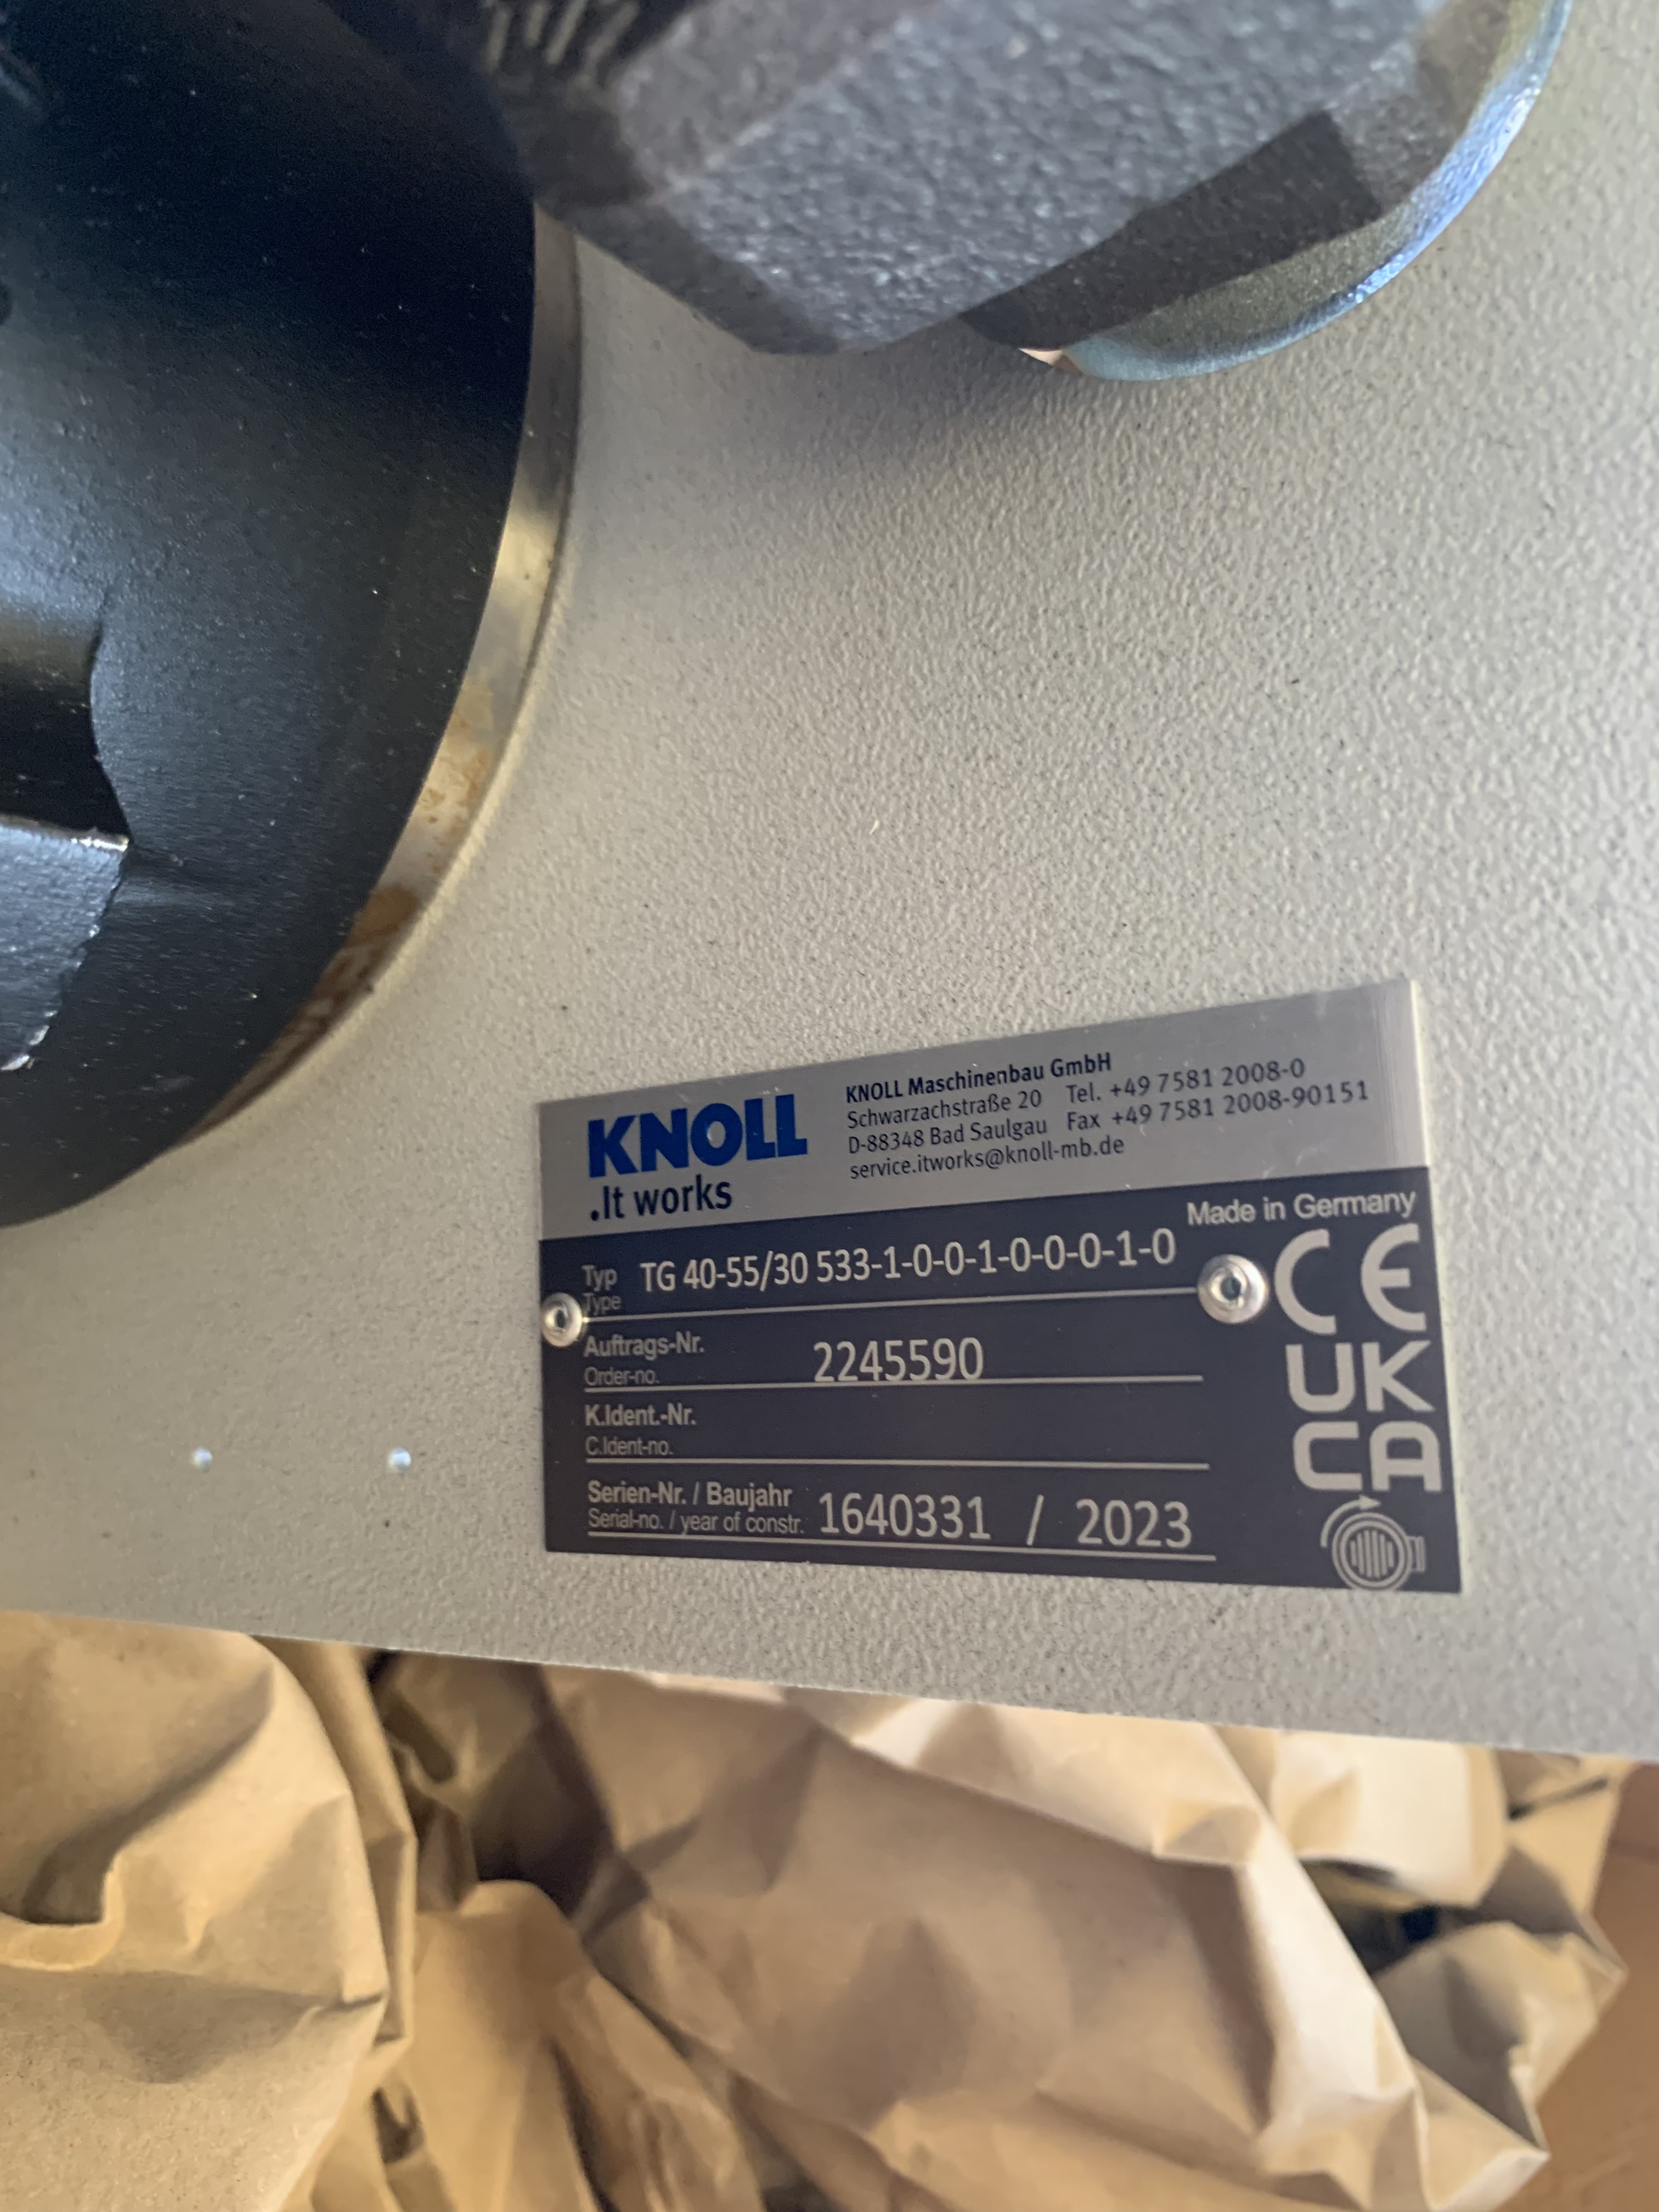 KNOLL
.It works
KNOLL Maschinenbau GmbH
Schwarzachstraße 20 Tel. +49 7581 2008-0
D-88348 Bad Saulgau Fax +49 7581 2008-90151
service.itworks@knoll-mb.de
Made in Germany
Typ TG 40-55/30 533-1-0-0-1-0-0-0-1-0
Type
CE
Auftrags-Nr. 2245590
Order-no.
UK
CA
K.Ident.-Nr.
C.Ident-no.
Serien-Nr. / Baujahr 1640331 / 2023
Serial-no. / year of constr.